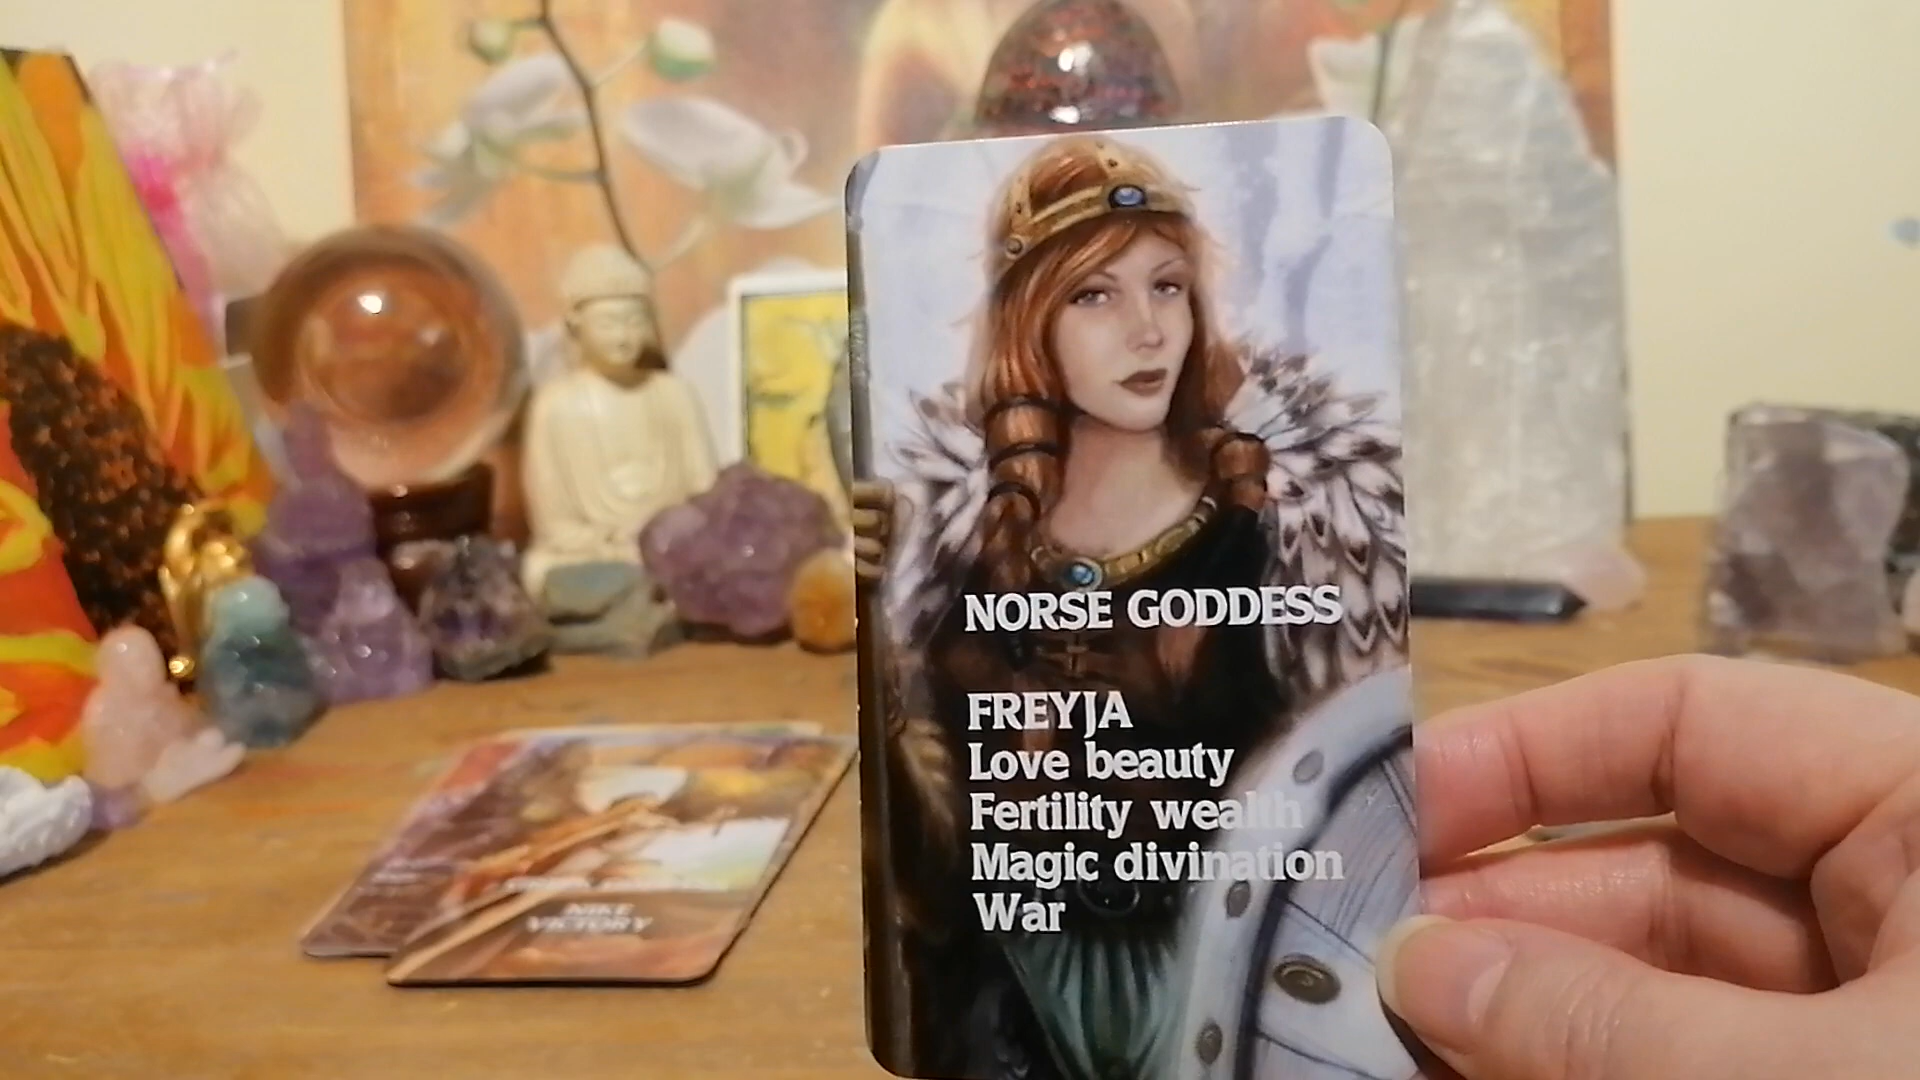 NORSE GODDESS
FREYJA
Love beauty
Fertility wealth
Magic divination
War
NIKE
VICTORY